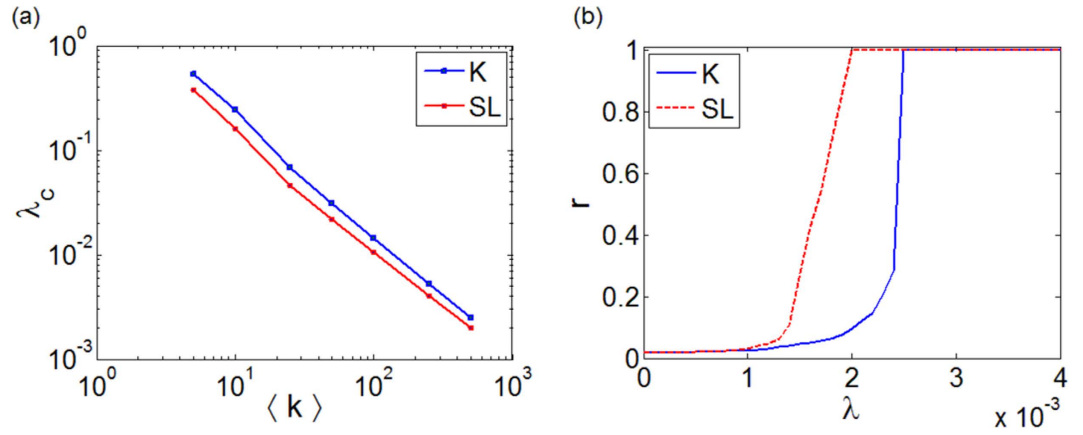 (a)
10^0
10^-1
10^-2
10^-3
λ_c
K
SL
10^0 10^1 10^2 10^3
⟨ k ⟩
(b)
1
0.8
0.6
0.4
0.2
0
r
K
SL
0 1 2 3 4
λ
x 10^-3